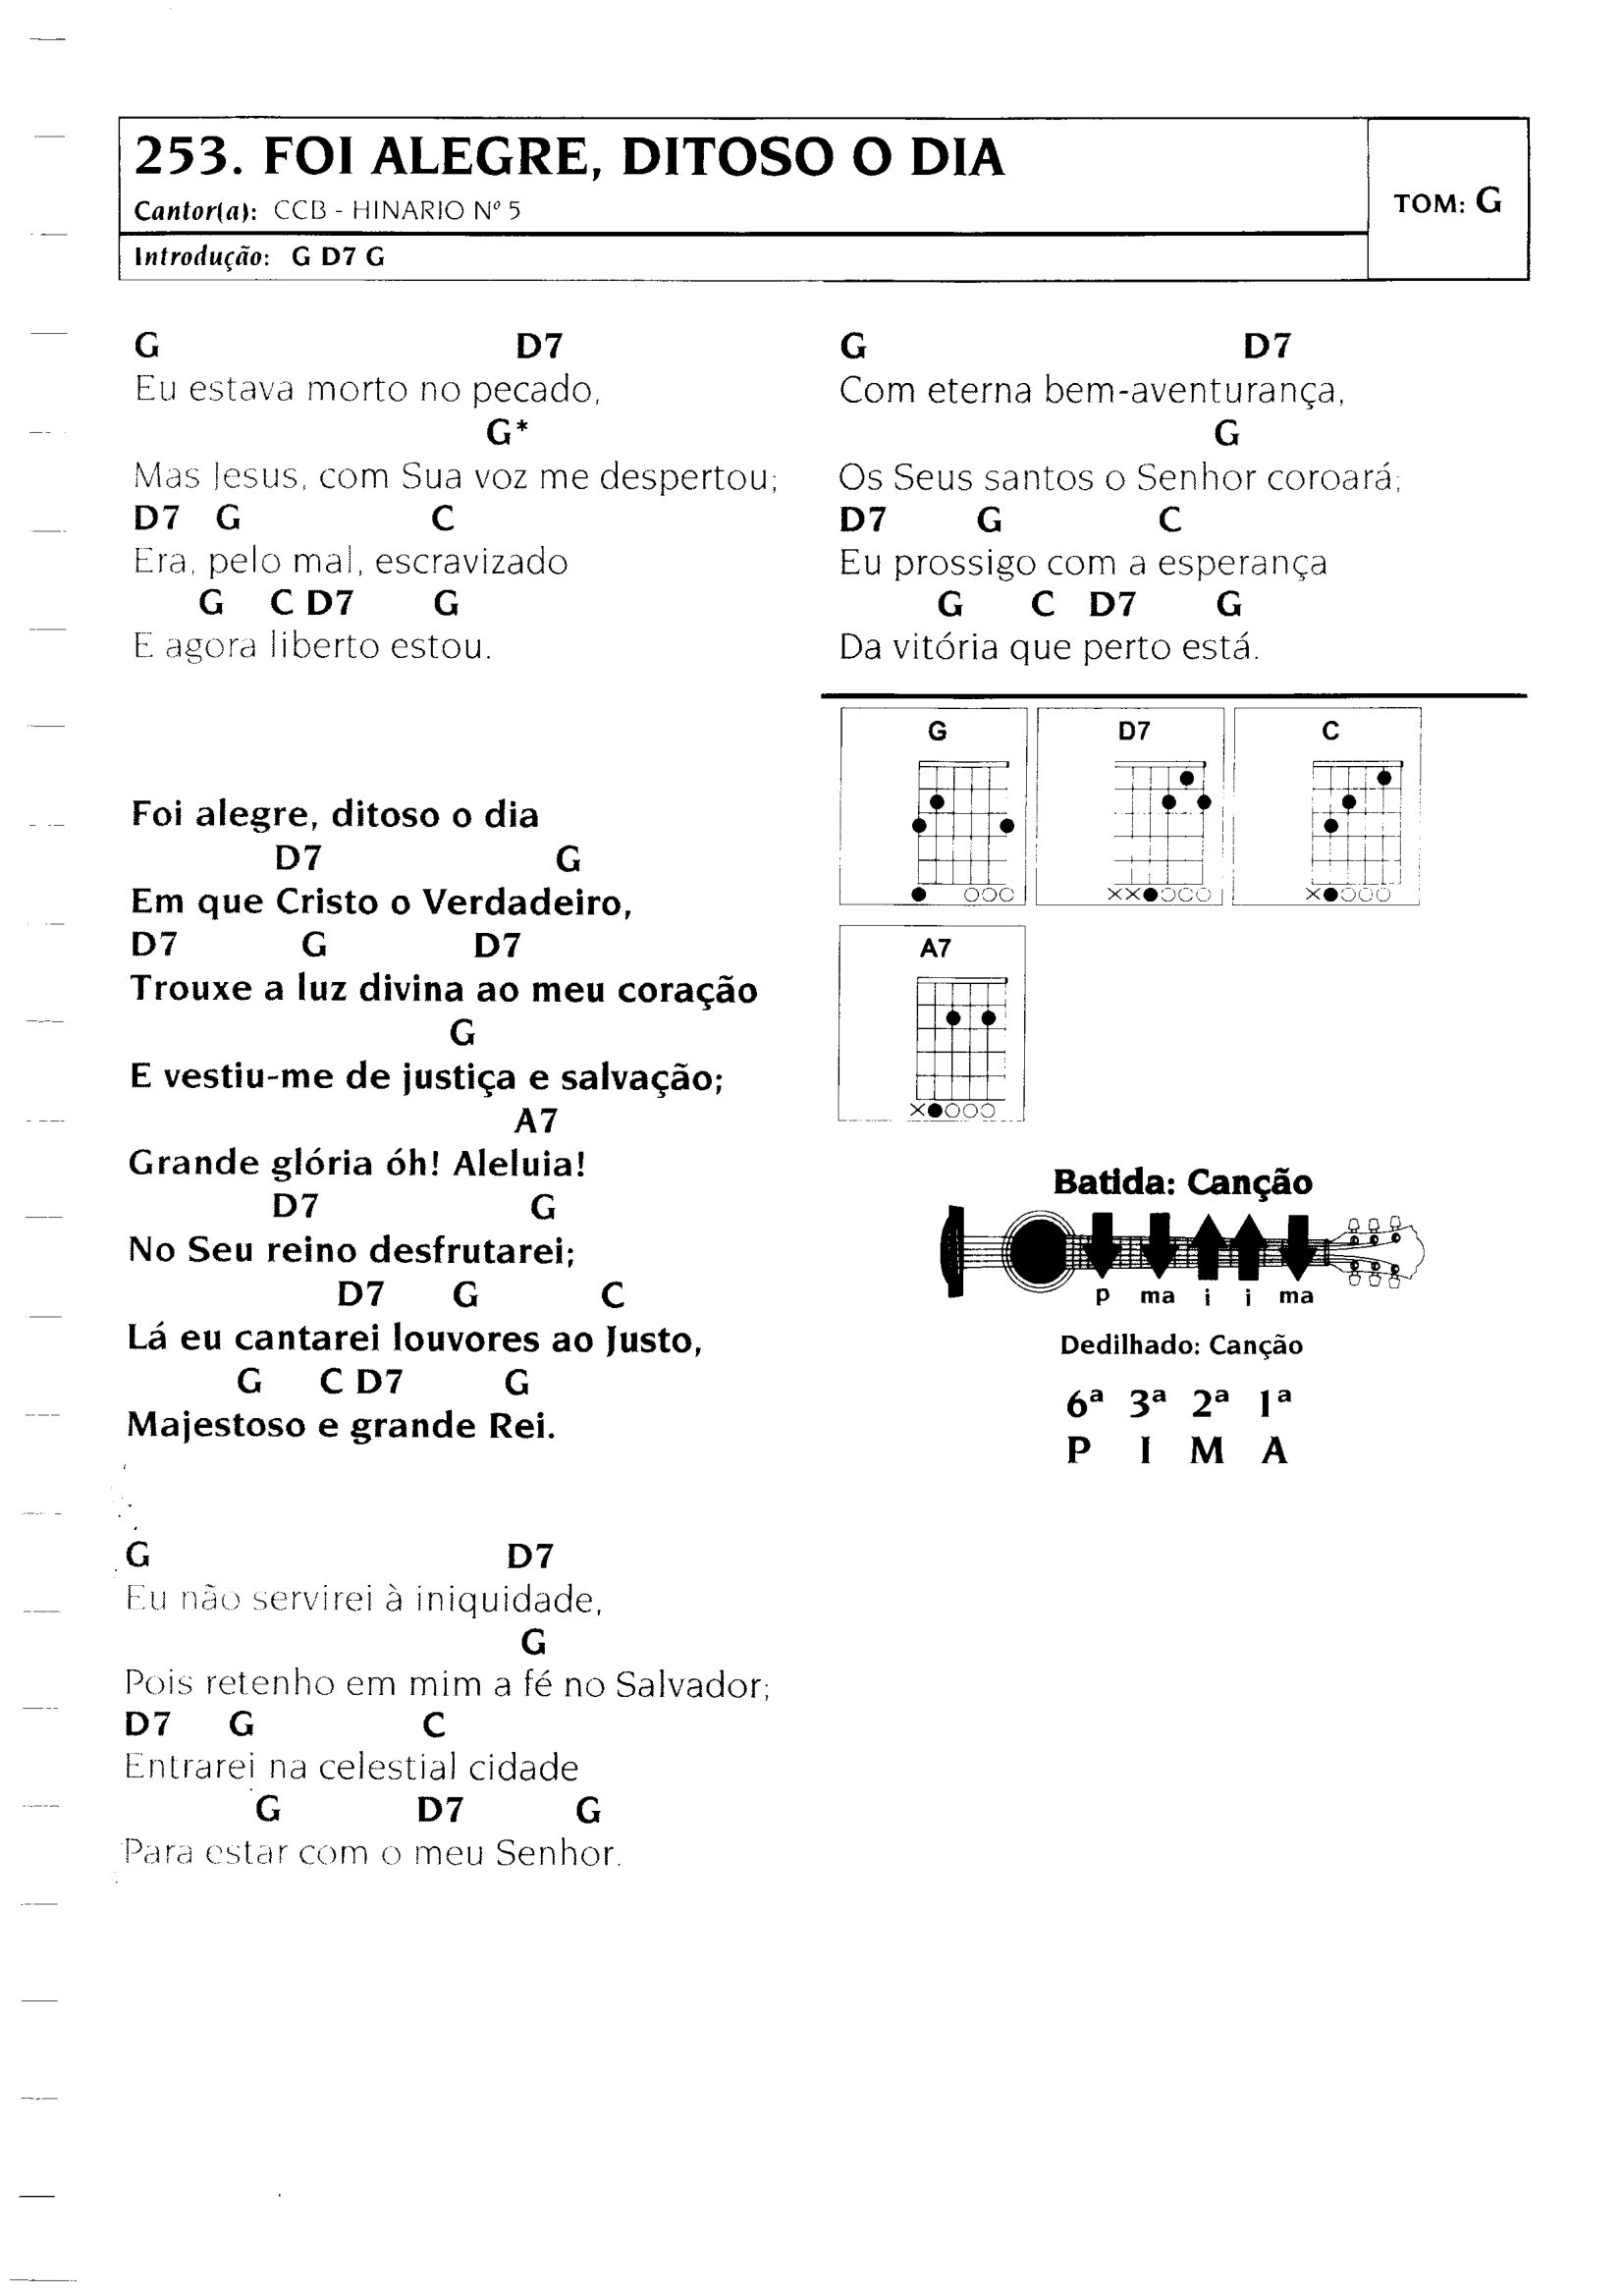 253. FOI ALEGRE, DITOSO O DIA
Cantor(a): CCB - HINARIO Nº 5
Introdução: G D7 G
TOM: G
G D7
Eu estava morto no pecado,
G*
Mas Jesus, com Sua voz me despertou;
D7 G C
Era, pelo mal, escravizado
G C D7 G
E agora liberto estou.
Foi alegre, ditoso o dia
D7 G
Em que Cristo o Verdadeiro,
D7 G D7
Trouxe a luz divina ao meu coração
G
E vestiu-me de justiça e salvação;
A7
Grande glória óh! Aleluia!
D7 G
No Seu reino desfrutarei;
D7 G C
Lá eu cantarei louvores ao Justo,
G C D7 G
Majestoso e grande Rei.
G D7
Eu não servirei à iniquidade,
G
Pois retenho em mim a fé no Salvador;
D7 G C
Entrarei na celestial cidade
G D7 G
Para estar com o meu Senhor.
G D7
Com eterna bem-aventurança,
G
Os Seus santos o Senhor coroará;
D7 G C
Eu prossigo com a esperança
G C D7 G
Da vitória que perto está.
G D7 C
A7
Batida: Canção
p ma i i ma
Dedilhado: Canção
6ª 3ª 2ª 1ª
P I M A